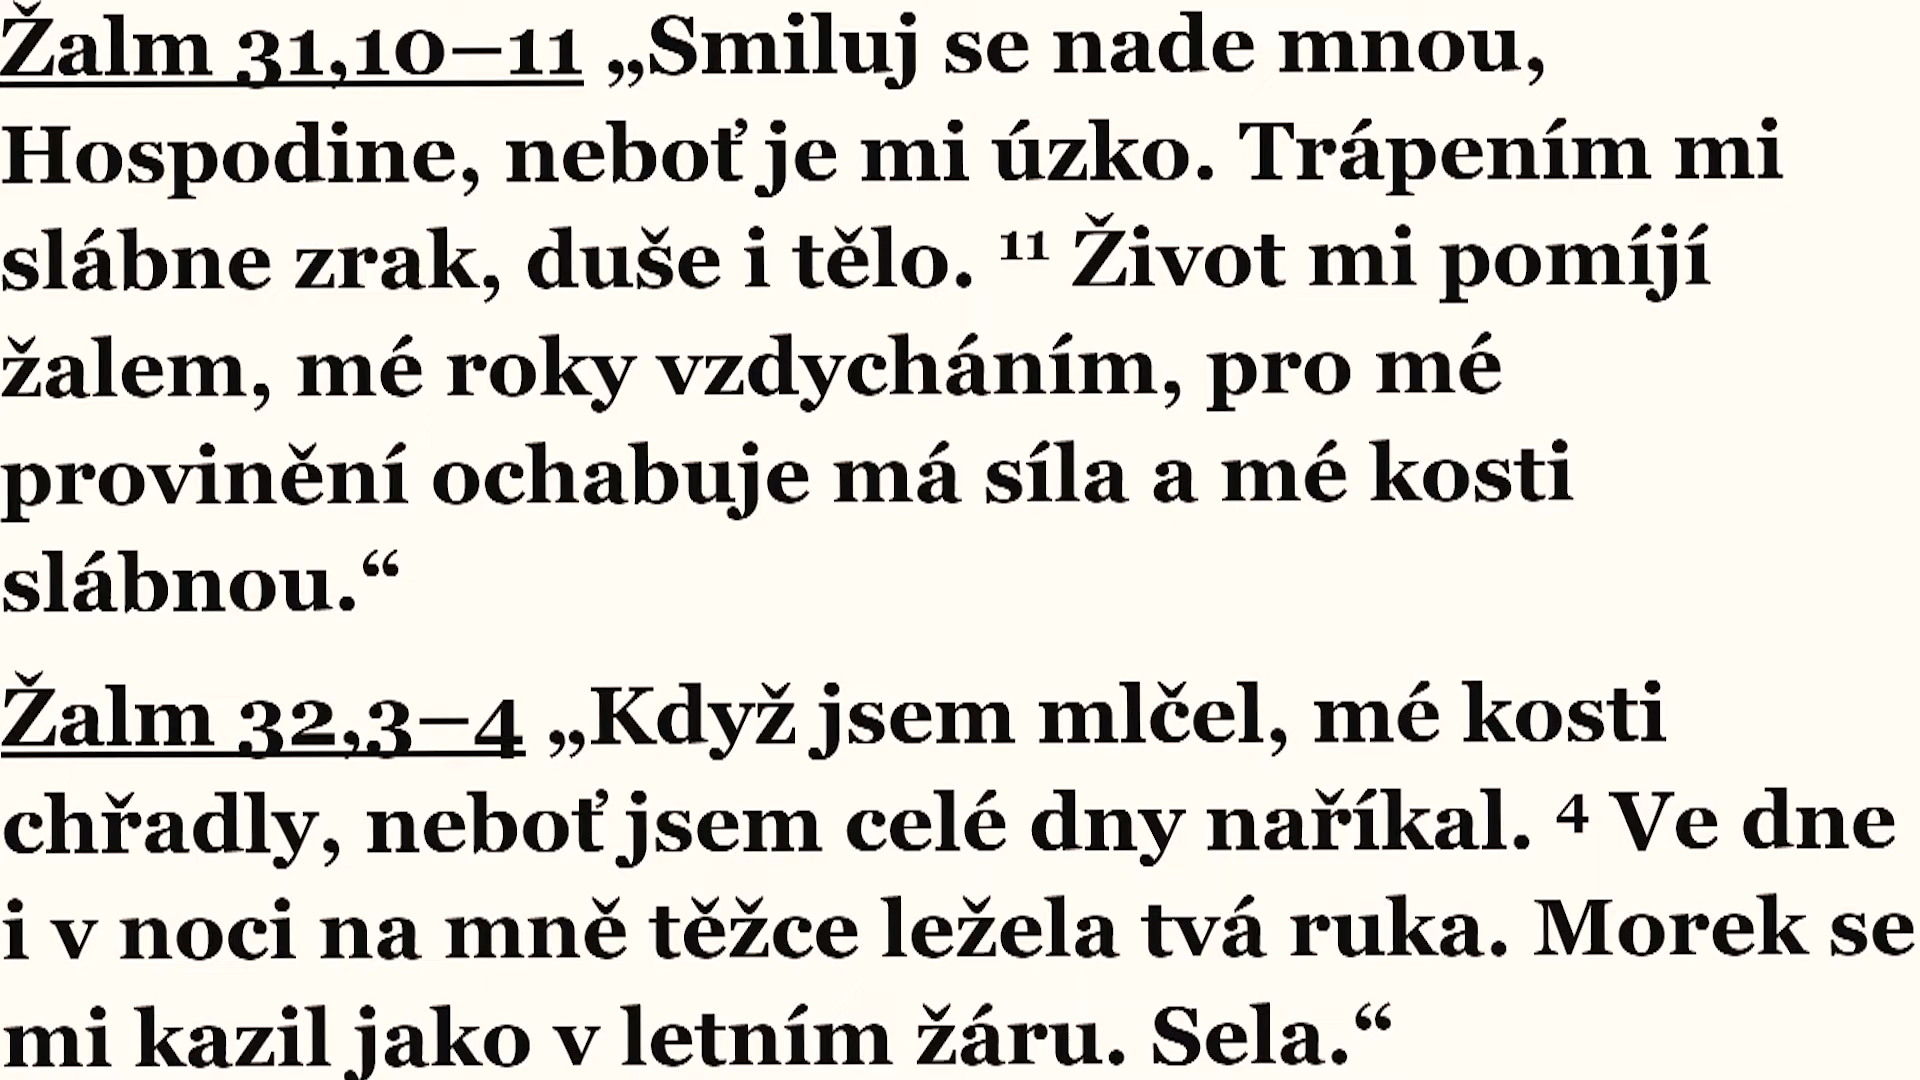 Žalm 31,10–11 „Smiluj se nade mnou,
Hospodine, neboť je mi úzko. Trápením mi
slábne zrak, duše i tělo. ¹¹ Život mi pomíjí
žalem, mé roky vzdycháním, pro mé
provinění ochabuje má síla a mé kosti
slábnou.“
Žalm 32,3–4 „Když jsem mlčel, mé kosti
chřadly, neboť jsem celé dny naříkal. ⁴ Ve dne
i v noci na mně těžce ležela tvá ruka. Morek se
mi kazil jako v letním žáru. Sela.“